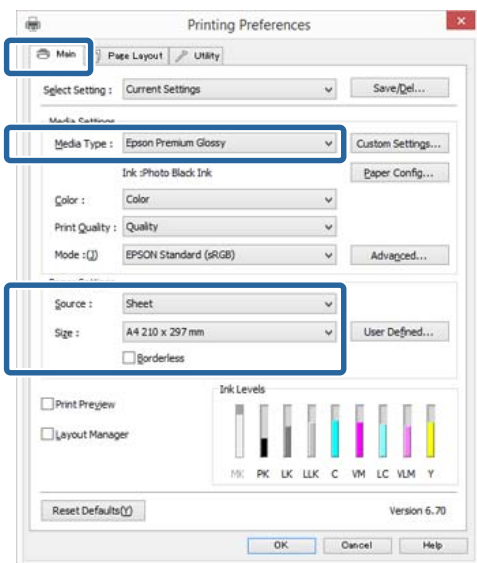 Printing Preferences
Main Page Layout Utility
Select Setting : Current Settings Save/Del...
Media Settings
Media Type : Epson Premium Glossy Custom Settings...
Ink :Photo Black Ink Paper Config...
Color : Color
Print Quality : Quality
Mode :(J) EPSON Standard (sRGB) Advanced...
Source : Sheet
Size : A4 210 x 297 mm User Defined...
Borderless
Ink Levels
Print Preview
Layout Manager
MK PK LK LLK C VM LC VLM Y
Reset Defaults(Y) Version 6.70
OK Cancel Help